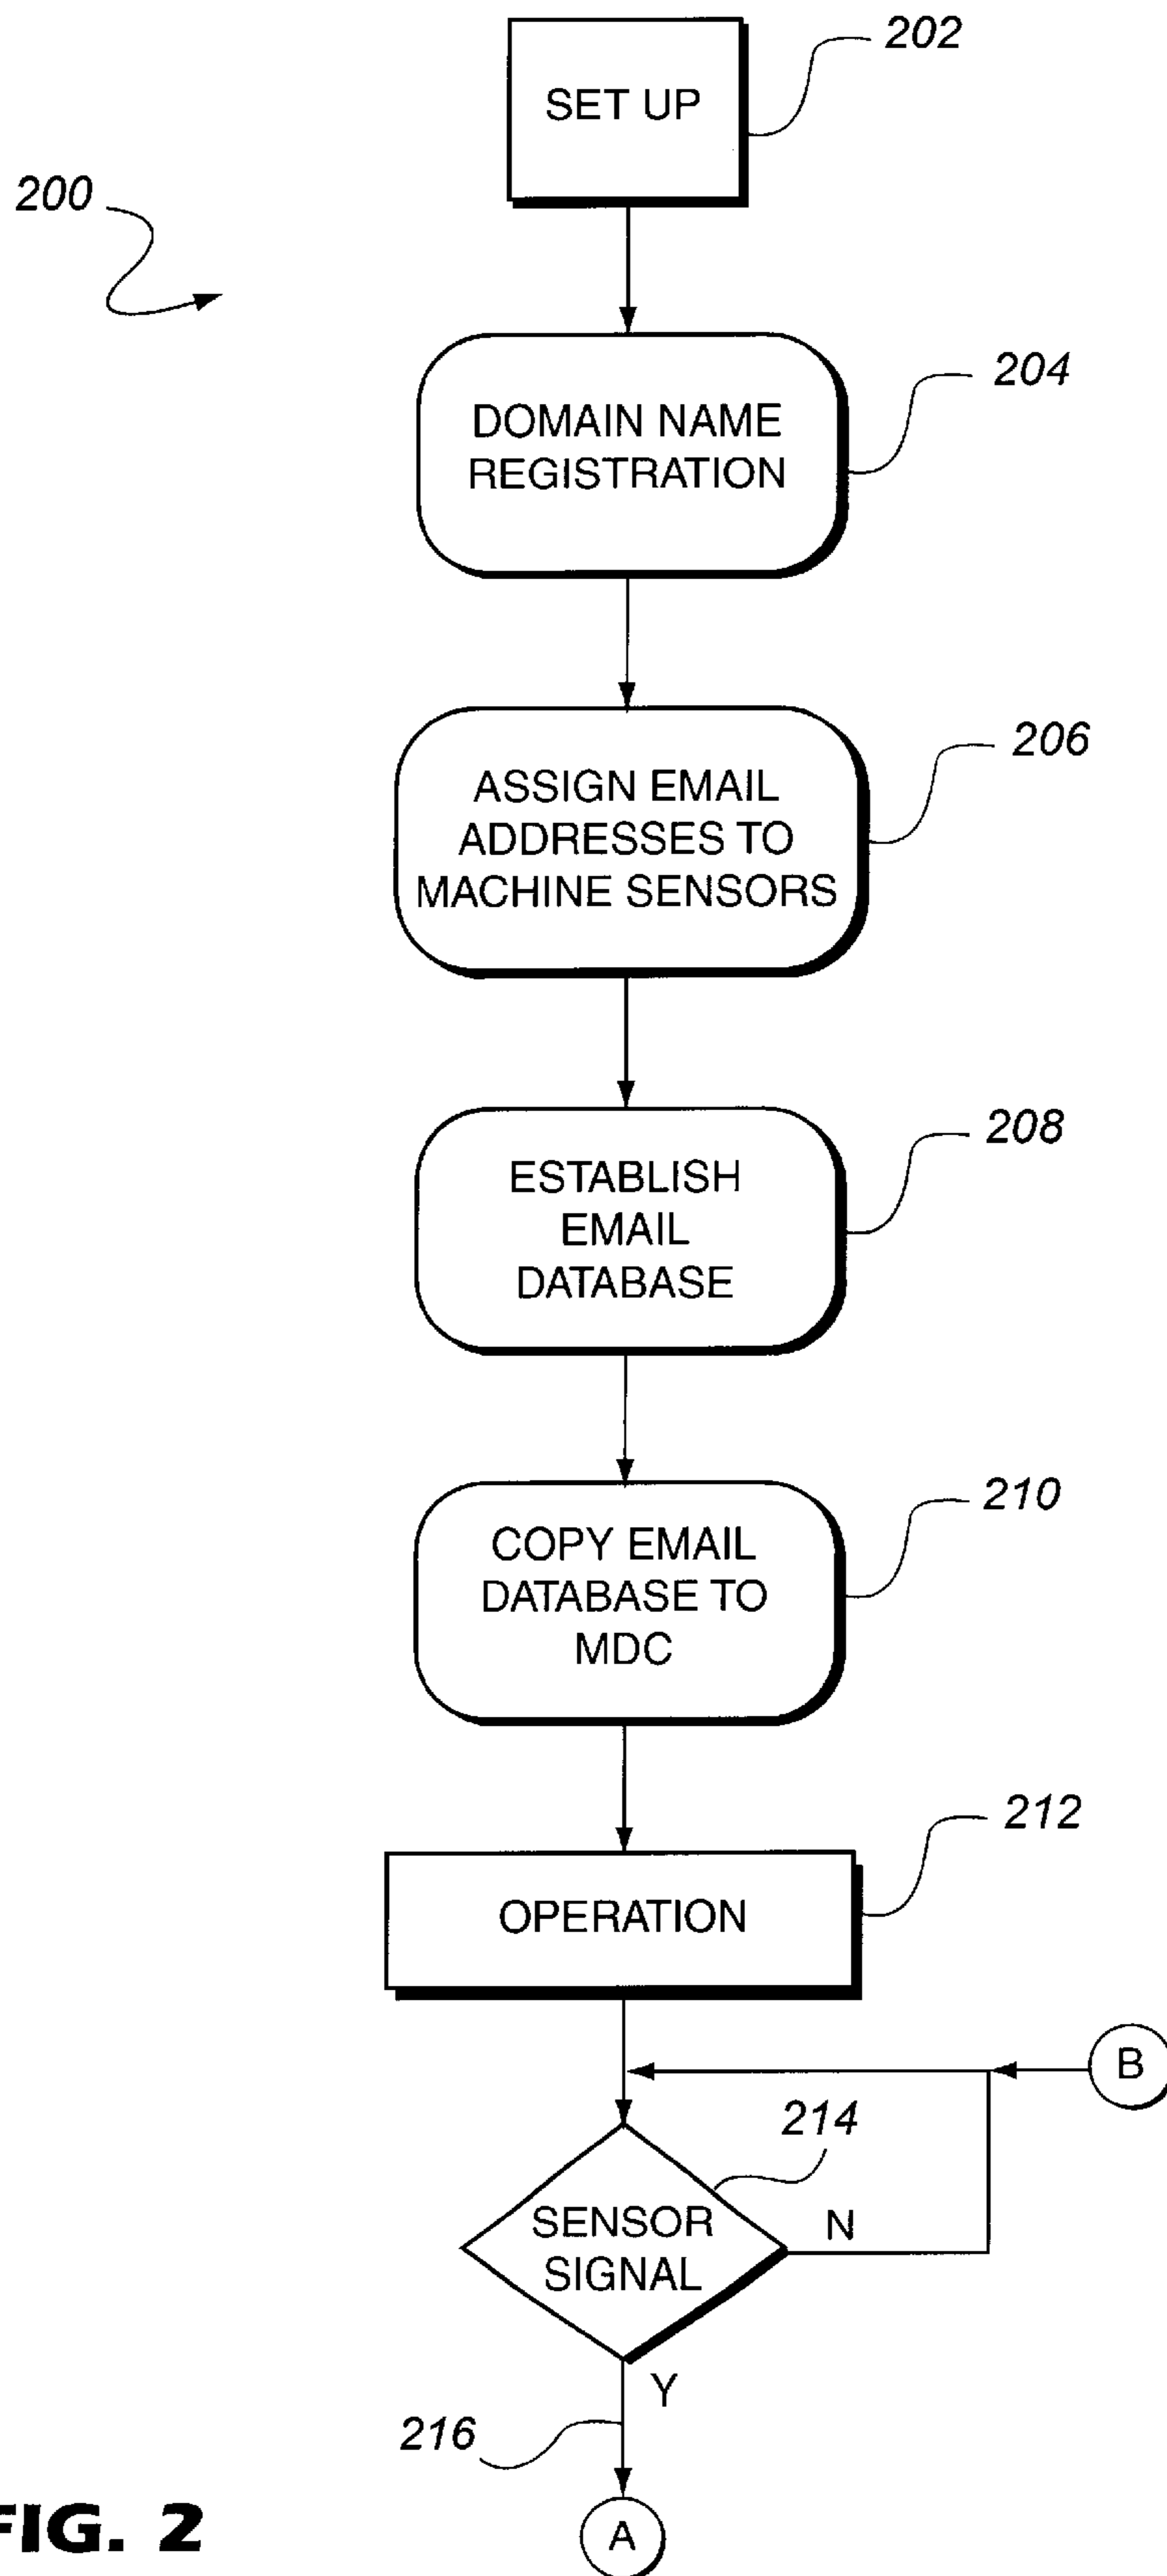 202
SET UP
200
204
DOMAIN NAME
REGISTRATION
206
ASSIGN EMAIL
ADDRESSES TO
MACHINE SENSORS
208
ESTABLISH
EMAIL
DATABASE
210
COPY EMAIL
DATABASE TO
MDC
212
OPERATION
B
214
SENSOR
SIGNAL
N
Y
216
A
FIG. 2